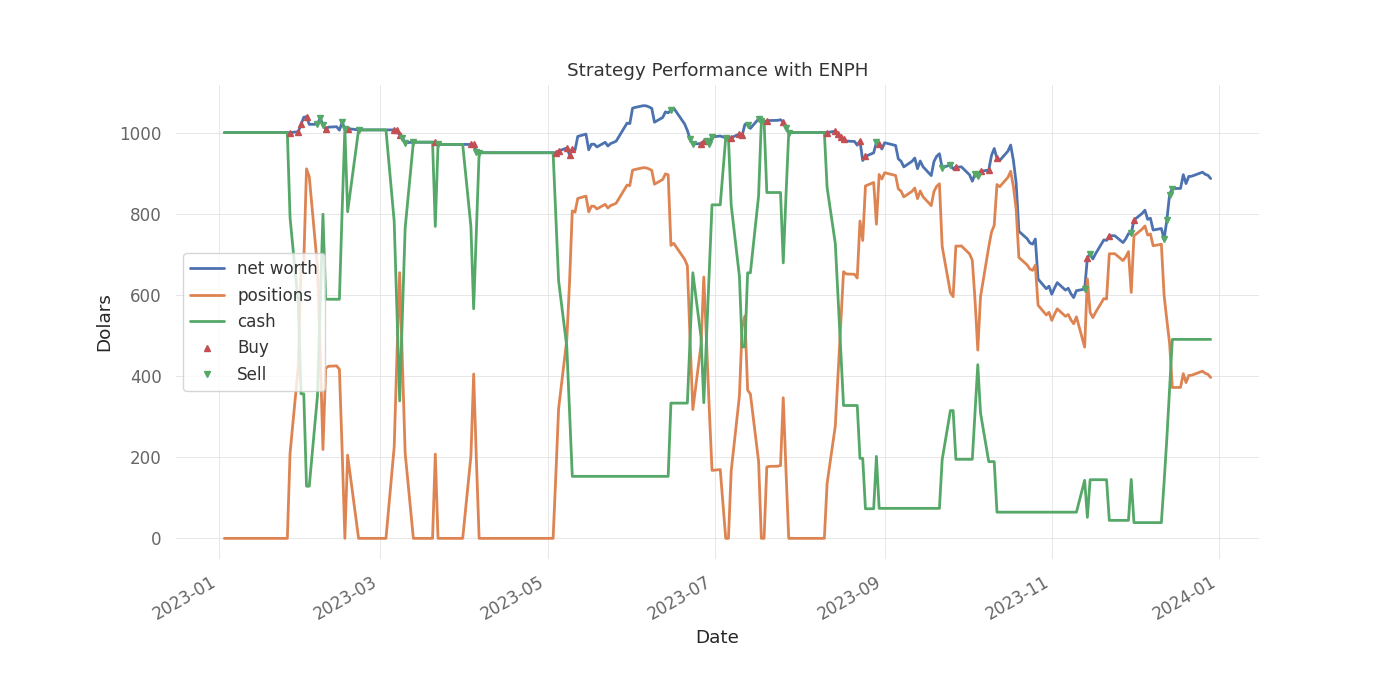 Strategy Performance with ENPH
Dolars
1000
800
600
400
200
0
net worth
positions
cash
Buy
Sell
2023-01
2023-03
2023-05
2023-07
2023-09
2023-11
2024-01
Date